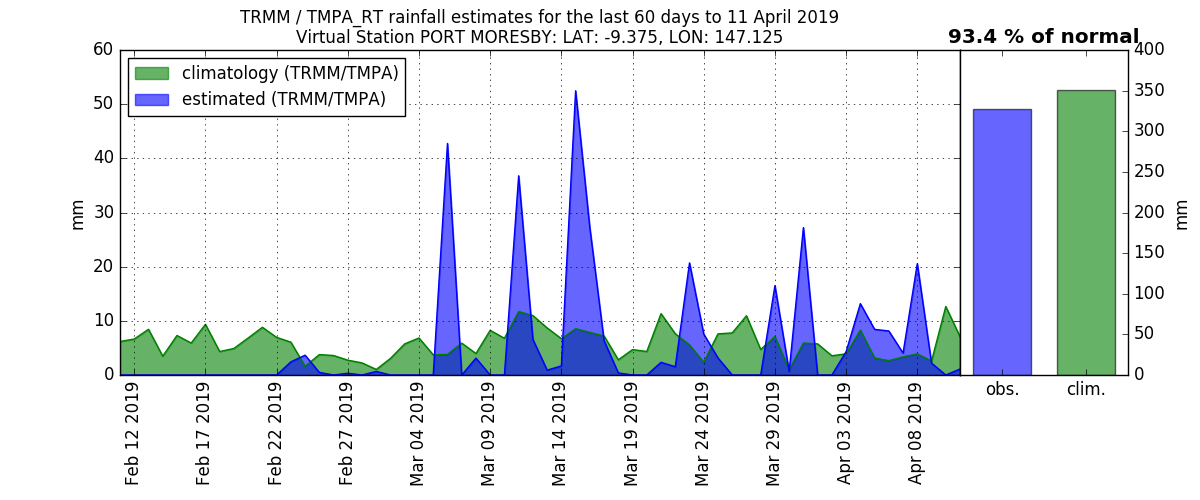 TRMM / TMPA_RT rainfall estimates for the last 60 days to 11 April 2019
Virtual Station PORT MORESBY: LAT: -9.375, LON: 147.125
93.4 % of normal
climatology (TRMM/TMPA)
estimated (TRMM/TMPA)
60
50
40
30
20
10
0
mm
400
350
300
250
200
150
100
50
0
mm
Feb 12 2019
Feb 17 2019
Feb 22 2019
Feb 27 2019
Mar 04 2019
Mar 09 2019
Mar 14 2019
Mar 19 2019
Mar 24 2019
Mar 29 2019
Apr 03 2019
Apr 08 2019
obs.
clim.